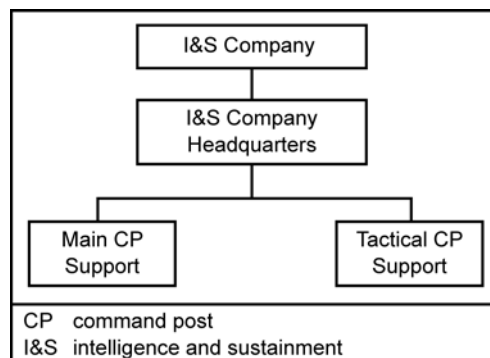 I&S Company
I&S Company
Headquarters
Main CP
Support
Tactical CP
Support
CP command post
I&S intelligence and sustainment